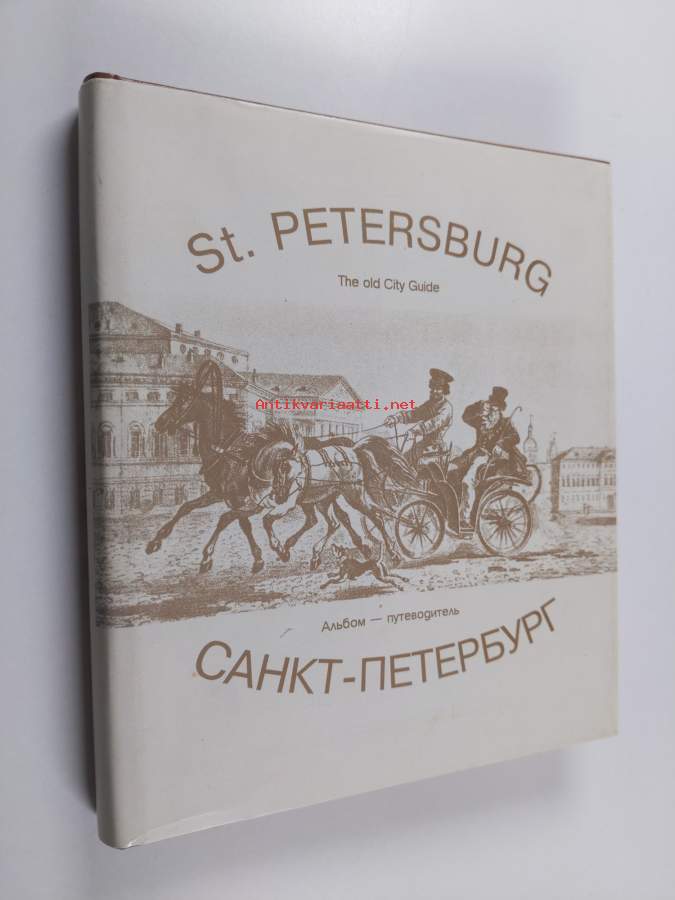 St. PETERSBURG
The old City Guide
Antikvariaatti.net
Альбом — путеводитель
САНКТ-ПЕТЕРБУРГ